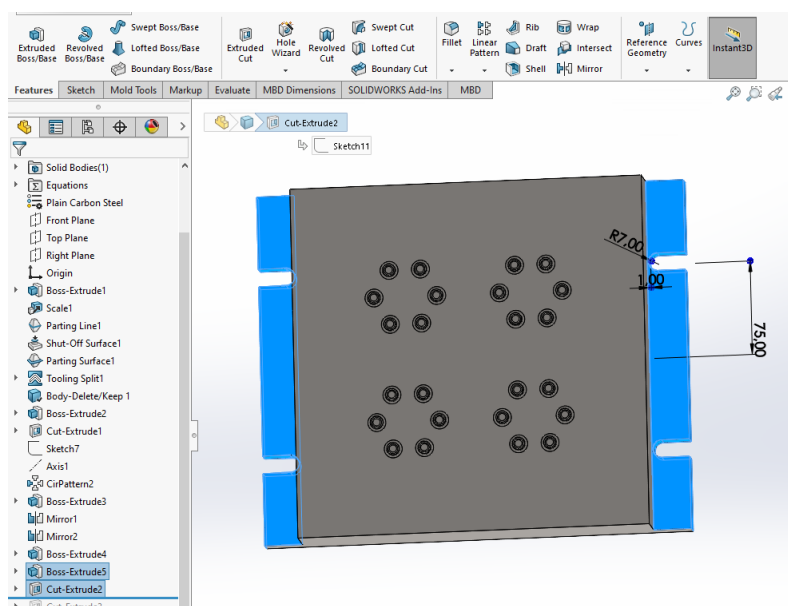 Extruded Boss/Base
Revolved Boss/Base
Swept Boss/Base
Lofted Boss/Base
Boundary Boss/Base
Extruded Cut
Hole Wizard
Revolved Cut
Swept Cut
Lofted Cut
Boundary Cut
Fillet
Linear Pattern
Rib
Draft
Shell
Wrap
Intersect
Mirror
Reference Geometry
Curves
Instant3D
Features Sketch Mold Tools Markup Evaluate MBD Dimensions SOLIDWORKS Add-Ins MBD
Cut-Extrude2
Sketch11
Solid Bodies(1)
Equations
Plain Carbon Steel
Front Plane
Top Plane
Right Plane
Origin
Boss-Extrude1
Scale1
Parting Line1
Shut-Off Surface1
Parting Surface1
Tooling Split1
Body-Delete/Keep 1
Boss-Extrude2
Cut-Extrude1
Sketch7
Axis1
CirPattern2
Boss-Extrude3
Mirror1
Mirror2
Boss-Extrude4
Boss-Extrude5
Cut-Extrude2
R7,00
1,00
75,00